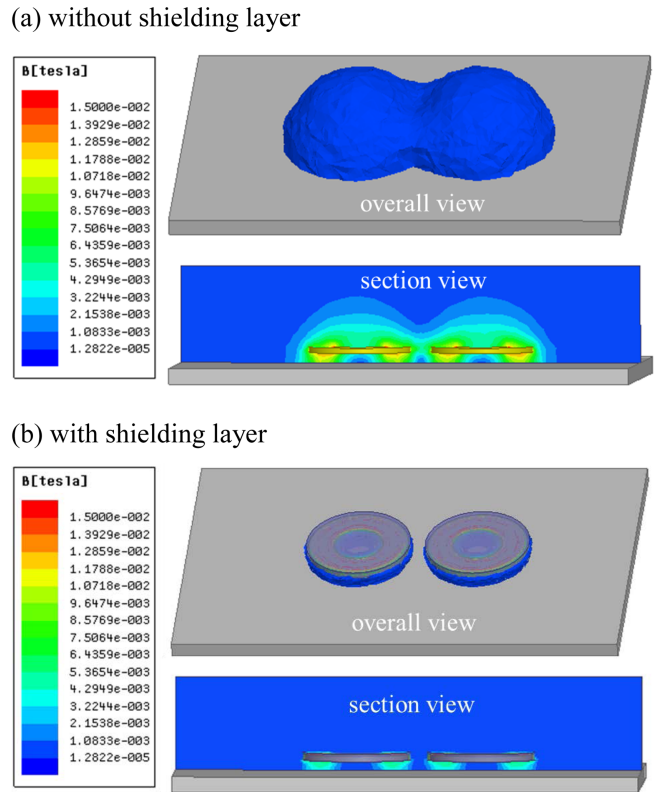 (a) without shielding layer
B[tesla]
1.5000e-002
1.3929e-002
1.2859e-002
1.1788e-002
1.0718e-002
9.6474e-003
8.5769e-003
7.5064e-003
6.4359e-003
5.3654e-003
4.2949e-003
3.2244e-003
2.1538e-003
1.0833e-003
1.2822e-005
overall view
section view
(b) with shielding layer
B[tesla]
1.5000e-002
1.3929e-002
1.2859e-002
1.1788e-002
1.0718e-002
9.6474e-003
8.5769e-003
7.5064e-003
6.4359e-003
5.3654e-003
4.2949e-003
3.2244e-003
2.1538e-003
1.0833e-003
1.2822e-005
overall view
section view